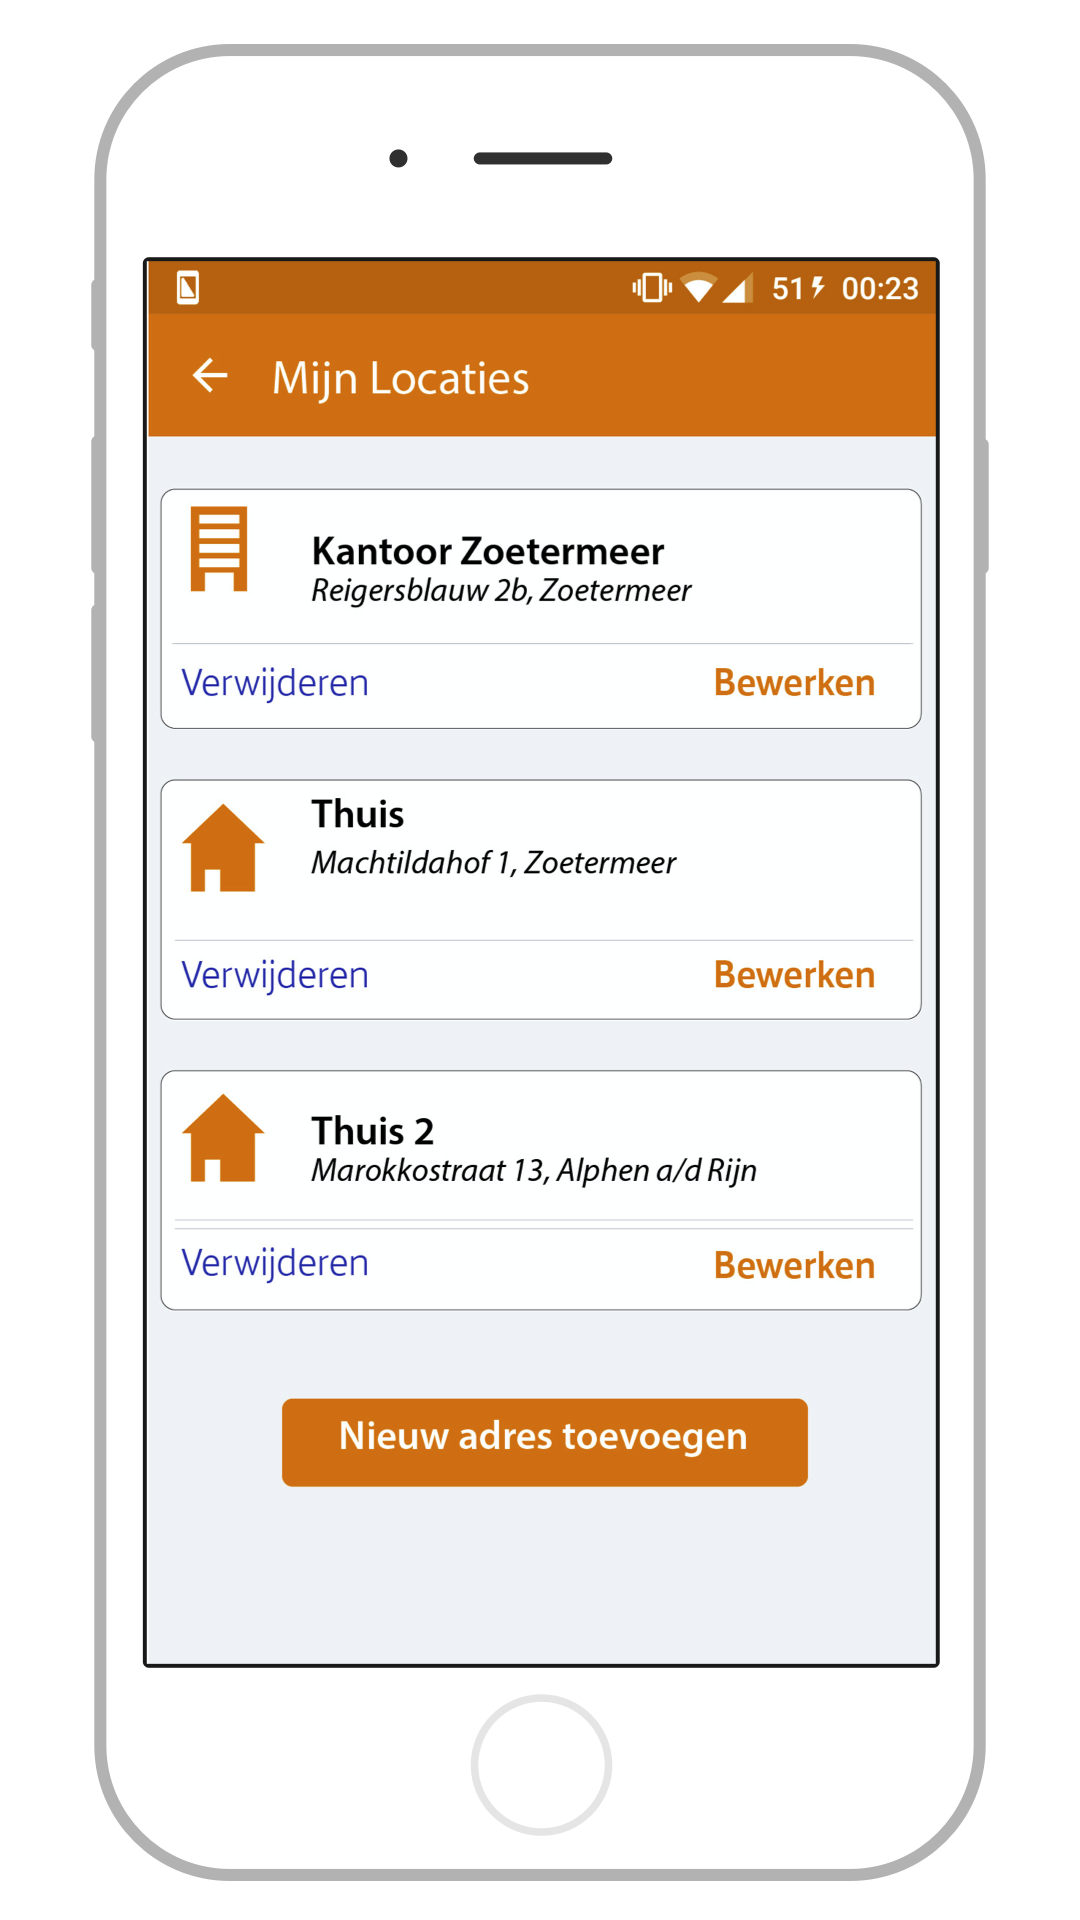 51 00:23
Mijn Locaties
Kantoor Zoetermeer
Reigersblauw 2b, Zoetermeer
Verwijderen Bewerken
Thuis
Machtildahof 1, Zoetermeer
Verwijderen Bewerken
Thuis 2
Marokkostraat 13, Alphen a/d Rijn
Verwijderen Bewerken
Nieuw adres toevoegen